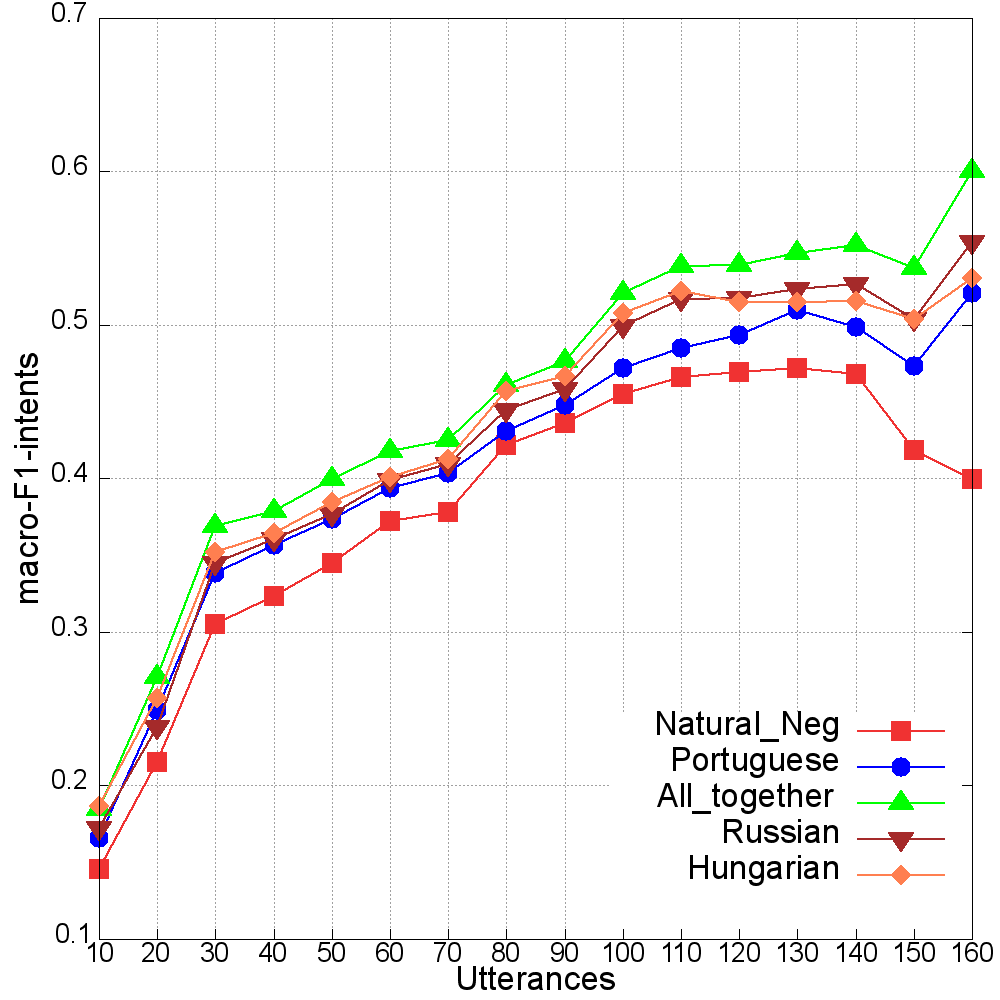 0.7
0.6
0.5
0.4
0.3
0.2
0.1
macro-F1-intents
Natural_Neg
Portuguese
All_together
Russian
Hungarian
10 20 30 40 50 60 70 80 90 100 110 120 130 140 150 160
Utterances